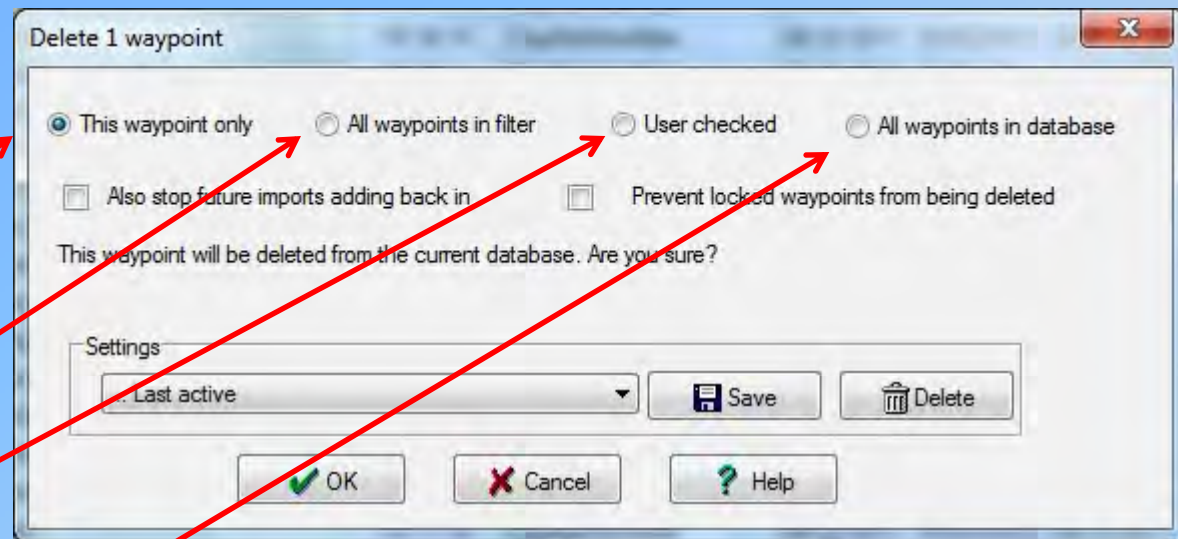 Delete 1 waypoint
This waypoint only All waypoints in filter User checked All waypoints in database
Also stop future imports adding back in Prevent locked waypoints from being deleted
This waypoint will be deleted from the current database. Are you sure?
Settings
Last active Save Delete
OK Cancel Help